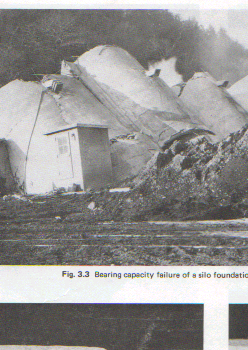 Fig. 3.3 Bearing capacity failure of a silo foundatio